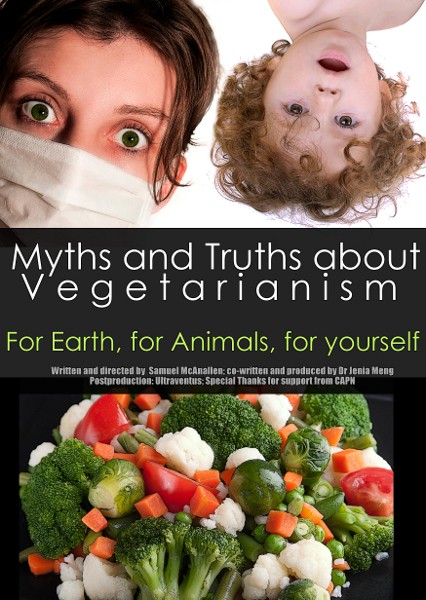 Myths and Truths about
Vegetarianism
For Earth, for Animals, for yourself
Written and directed by Samuel McAnallen; co-written and produced by Dr Jenia Meng
Postproduction: Ultraventus; Special Thanks for support from CAPN